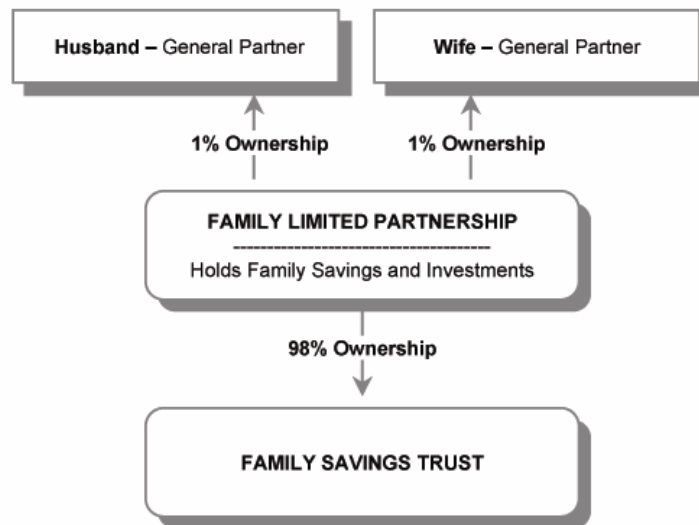 Husband – General Partner
Wife – General Partner
1% Ownership
1% Ownership
FAMILY LIMITED PARTNERSHIP
--------------------------------------
Holds Family Savings and Investments
98% Ownership
FAMILY SAVINGS TRUST